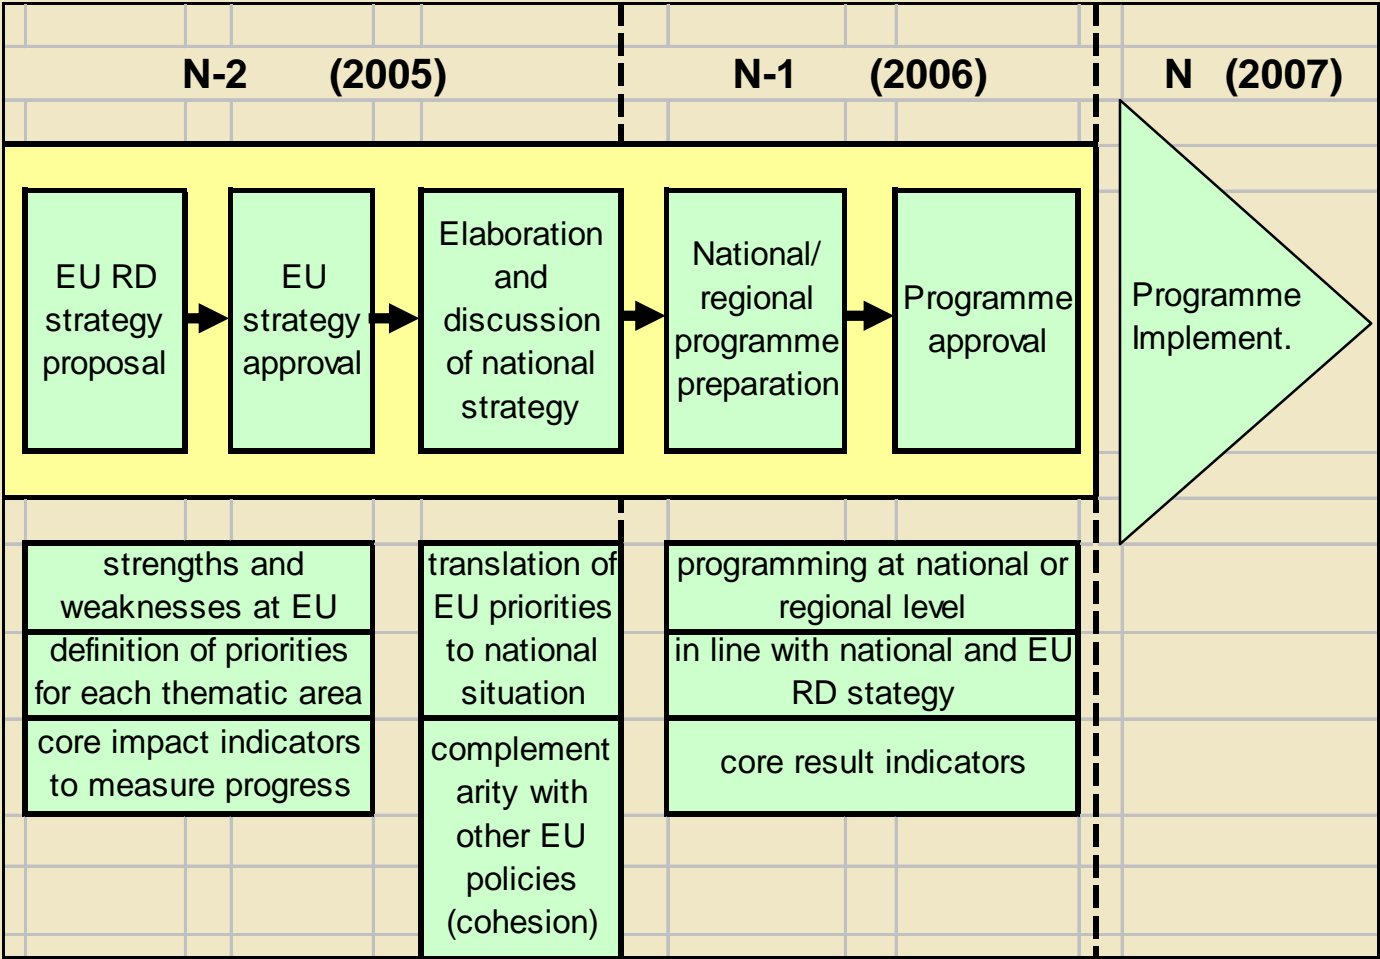 N-2 (2005)
N-1 (2006)
N (2007)
EU RD
strategy
proposal
EU
strategy
approval
Elaboration
and
discussion
of national
strategy
National/
regional
programme
preparation
Programme
approval
Programme
Implement.
strengths and
weaknesses at EU
definition of priorities
for each thematic area
core impact indicators
to measure progress
translation of
EU priorities
to national
situation
complement
arity with
other EU
policies
(cohesion)
programming at national or
regional level
in line with national and EU
RD stategy
core result indicators